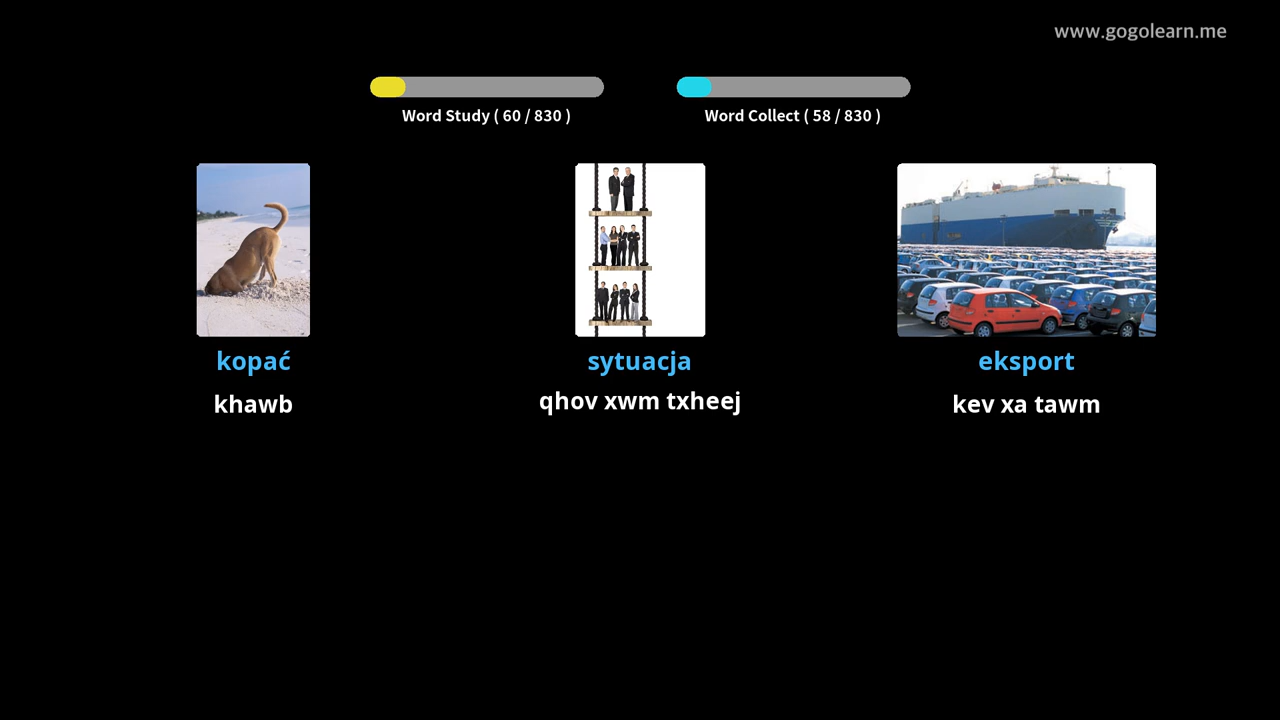 www.gogolearn.me
Word Study ( 60 / 830 )
Word Collect ( 58 / 830 )
kopać
sytuacja
eksport
khawb
qhov xwm txheej
kev xa tawm